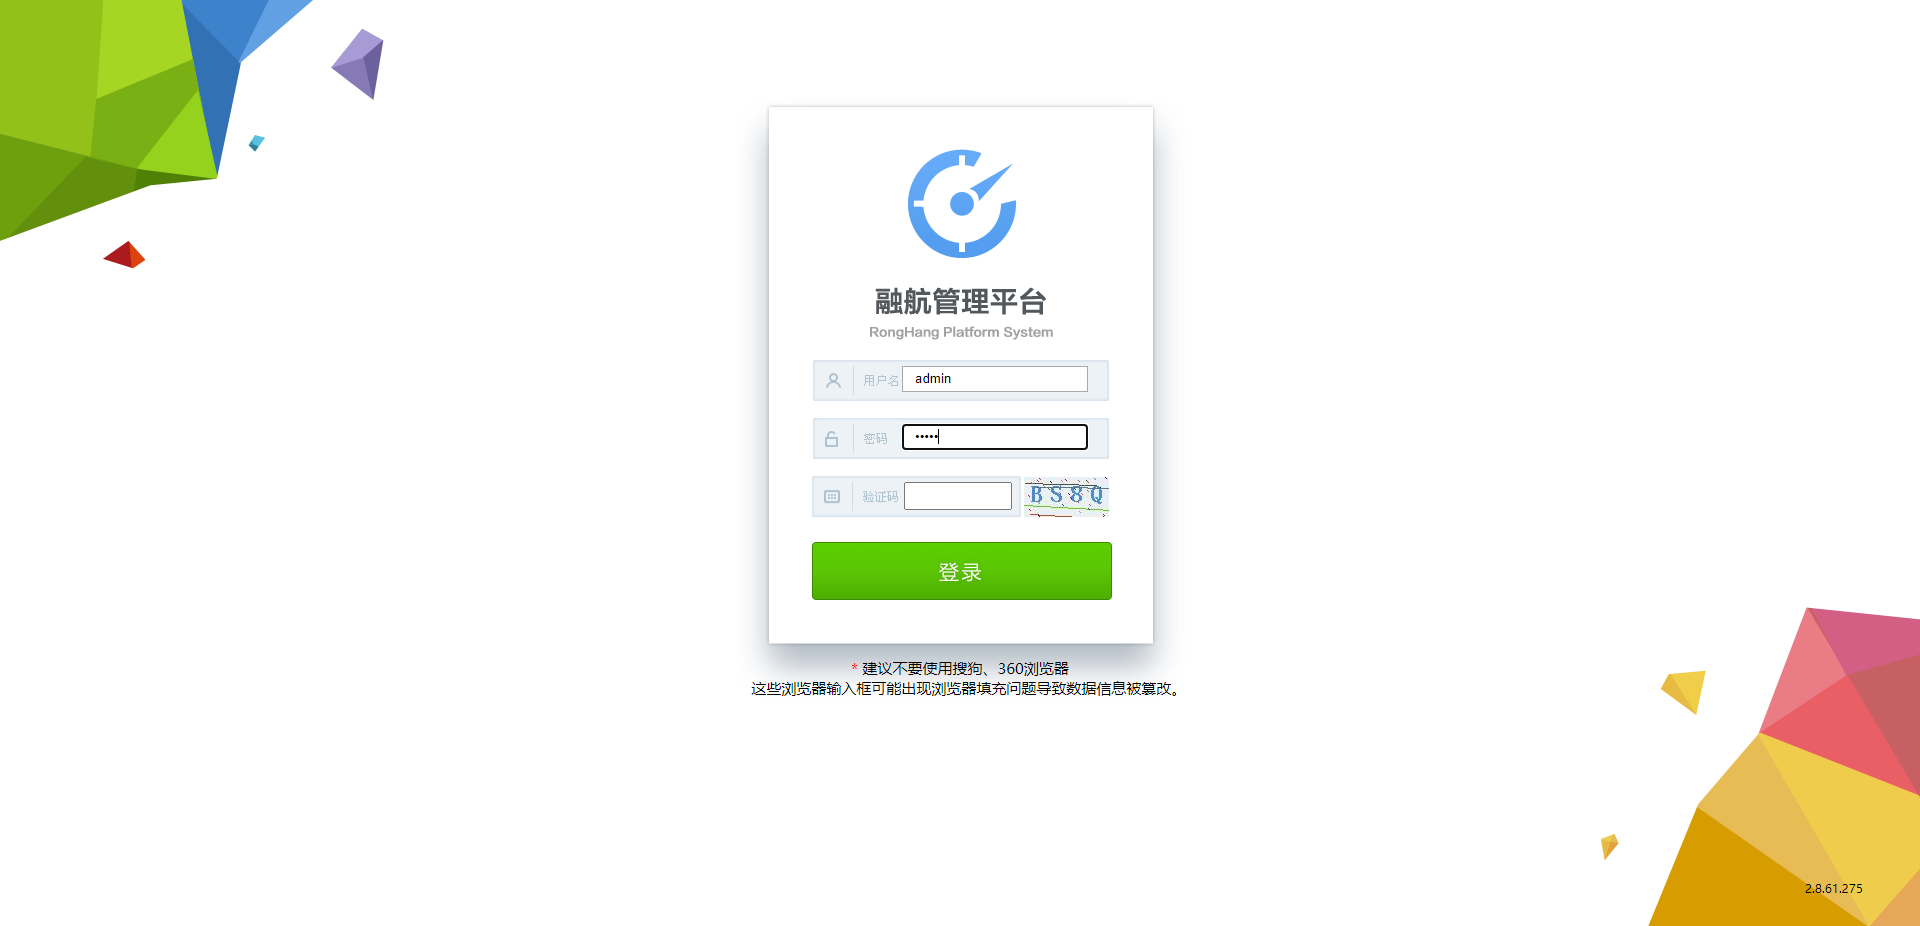 融航管理平台
RongHang Platform System
用户名 admin
密码 •••••
验证码 BS8Q
登录
* 建议不要使用搜狗、360浏览器
这些浏览器输入框可能出现浏览器填充问题导致数据信息被篡改。
2.8.61.275